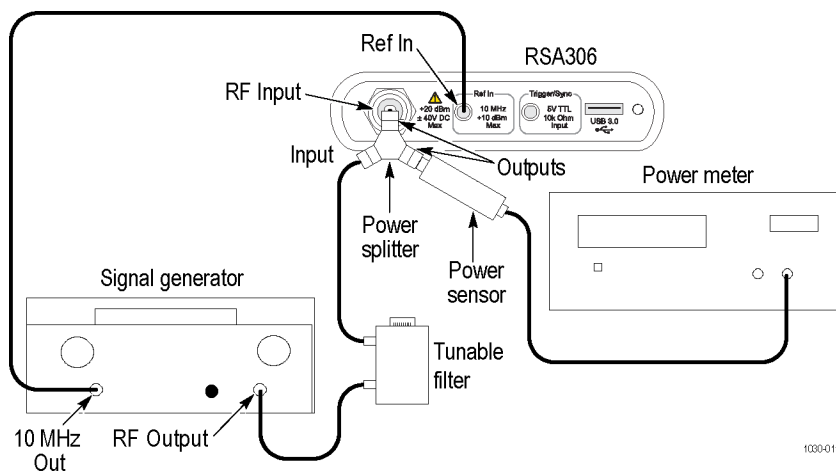 Ref In
RSA306
RF Input
+20 dBm
± 40V DC
Max
Ref In
10 MHz
+10 dBm
Max
Trigger/Sync
5V TTL
10k Ohm
Input
USB 3.0
Input
Outputs
Power
splitter
Power
sensor
Power meter
Signal generator
Tunable
filter
10 MHz
Out
RF Output